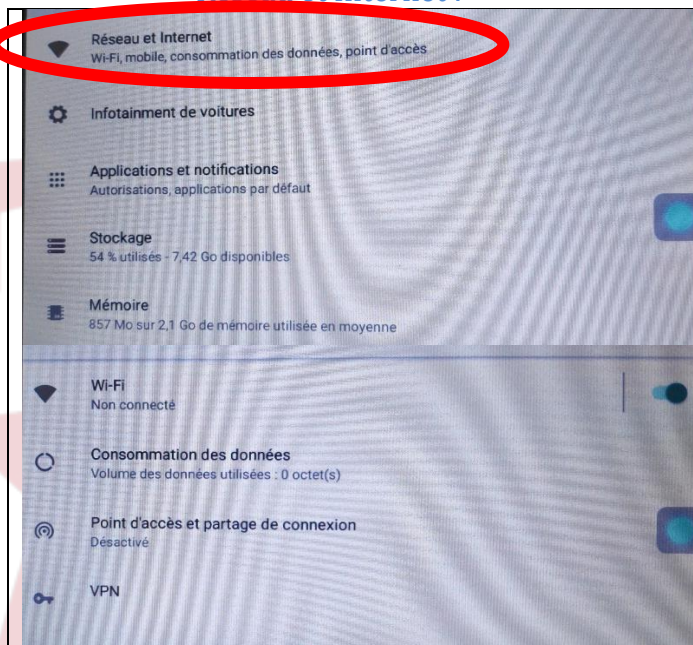 Réseau et Internet
Wi-Fi, mobile, consommation des données, point d'accès
Infotainment de voitures
Applications et notifications
Autorisations, applications par défaut
Stockage
54 % utilisés - 7,42 Go disponibles
Mémoire
857 Mo sur 2,1 Go de mémoire utilisée en moyenne
Wi-Fi
Non connecté
Consommation des données
Volume des données utilisées : 0 octet(s)
Point d'accès et partage de connexion
Désactivé
VPN